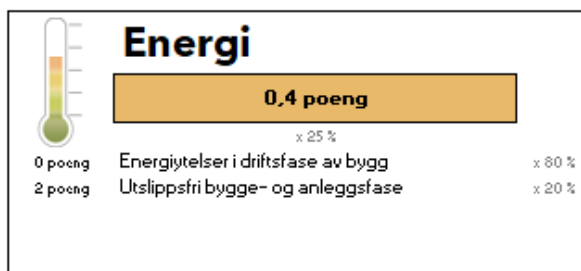 Energi
0,4 poeng
x 25 %
0 poeng Energiytelser i driftsfase av bygg x 80 %
2 poeng Utslippsfri bygge- og anleggsfase x 20 %